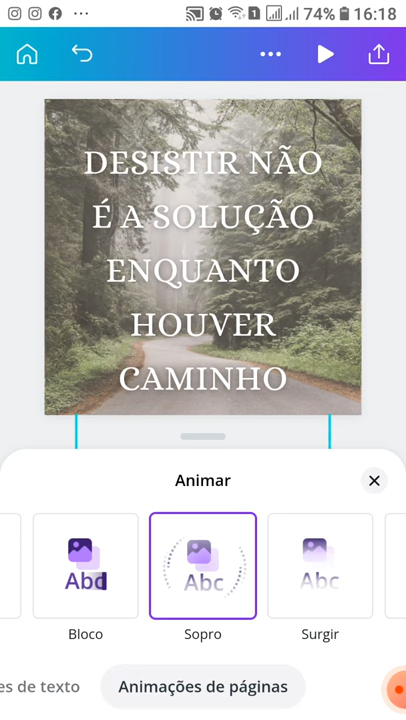 74% 16:18
1
DESISTIR NÃO
É A SOLUÇÃO
ENQUANTO
HOUVER
CAMINHO
Animar
Abc Abc
Bloco Sopro Surgir
es de texto Animações de páginas